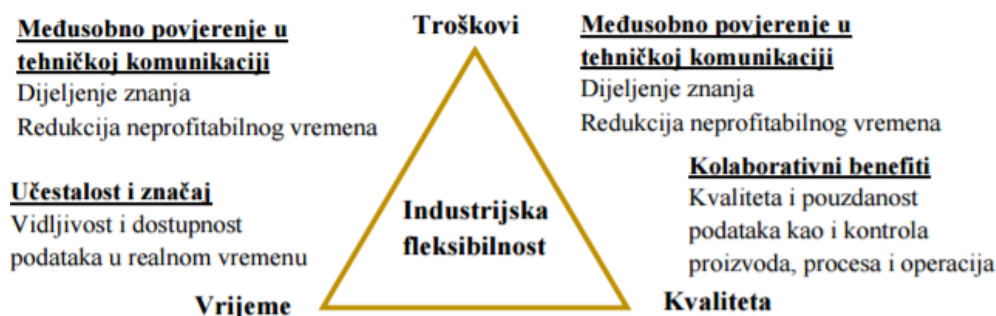 Međusobno povjerenje u
tehničkoj komunikaciji
Dijeljenje znanja
Redukcija neprofitabilnog vremena
Troškovi
Međusobno povjerenje u
tehničkoj komunikaciji
Dijeljenje znanja
Redukcija neprofitabilnog vremena
Učestalost i značaj
Vidljivost i dostupnost
podataka u realnom vremenu
Industrijska
fleksibilnost
Kolaborativni benefiti
Kvaliteta i pouzdanost
podataka kao i kontrola
proizvoda, procesa i operacija
Vrijeme
Kvaliteta